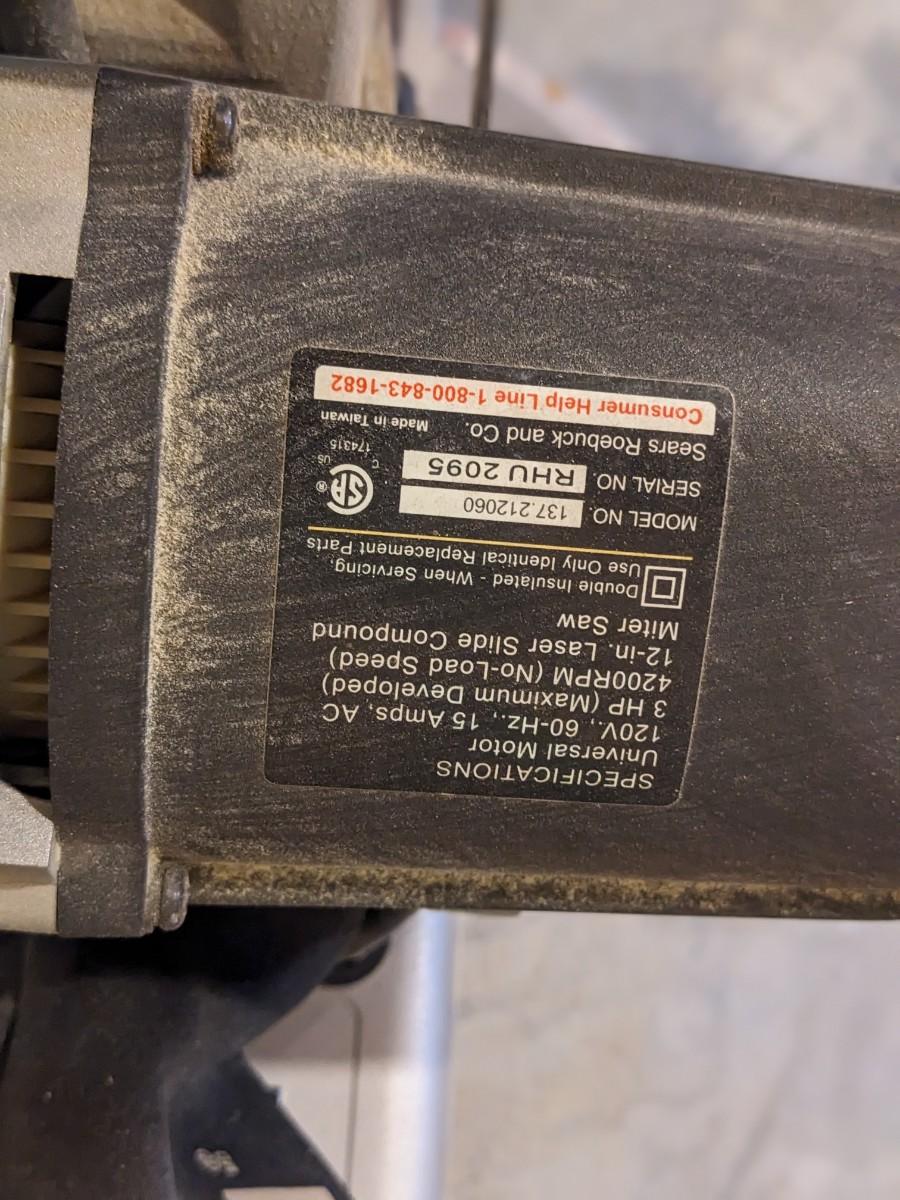 SPECIFICATIONS
Universal Motor
120V., 60-Hz., 15 Amps, AC
3 HP (Maximum Developed)
4200RPM (No-Load Speed)
12-in. Laser Slide Compound
Miter Saw
Double Insulated - When Servicing,
Use Only Identical Replacement Parts
MODEL NO. 137.212060
SERIAL NO. RHU 2095
SA ®
C US
174315
Sears Roebuck and Co. Made in Taiwan
Consumer Help Line 1-800-843-1682